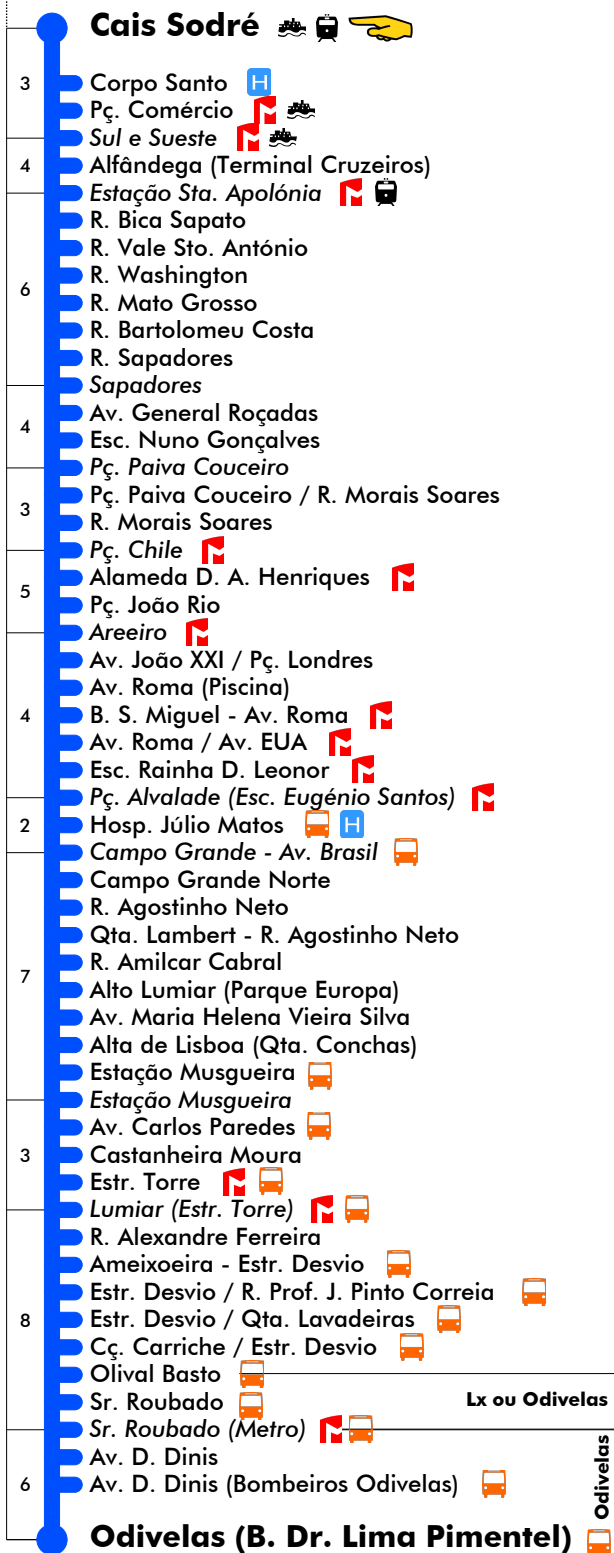 Cais Sodré
3
Corpo Santo H
Pç. Comércio
Sul e Sueste
4
Alfândega (Terminal Cruzeiros)
Estação Sta. Apolónia
R. Bica Sapato
R. Vale Sto. António
R. Washington
6
R. Mato Grosso
R. Bartolomeu Costa
R. Sapadores
Sapadores
Av. General Roçadas
4
Esc. Nuno Gonçalves
Pç. Paiva Couceiro
Pç. Paiva Couceiro / R. Morais Soares
3
R. Morais Soares
Pç. Chile
Alameda D. A. Henriques
5
Pç. João Rio
Areeiro
Av. João XXI / Pç. Londres
Av. Roma (Piscina)
4
B. S. Miguel - Av. Roma
Av. Roma / Av. EUA
Esc. Rainha D. Leonor
Pç. Alvalade (Esc. Eugénio Santos)
2
Hosp. Júlio Matos H
Campo Grande - Av. Brasil
Campo Grande Norte
R. Agostinho Neto
Qta. Lambert - R. Agostinho Neto
R. Amilcar Cabral
7
Alto Lumiar (Parque Europa)
Av. Maria Helena Vieira Silva
Alta de Lisboa (Qta. Conchas)
Estação Musgueira
Estação Musgueira
Av. Carlos Paredes
3
Castanheira Moura
Estr. Torre
Lumiar (Estr. Torre)
R. Alexandre Ferreira
Ameixoeira - Estr. Desvio
Estr. Desvio / R. Prof. J. Pinto Correia
8
Estr. Desvio / Qta. Lavadeiras
Cç. Carriche / Estr. Desvio
Olival Basto
Sr. Roubado
Lx ou Odivelas
Sr. Roubado (Metro)
Av. D. Dinis
6
Av. D. Dinis (Bombeiros Odivelas)
Odivelas
Odivelas (B. Dr. Lima Pimentel)